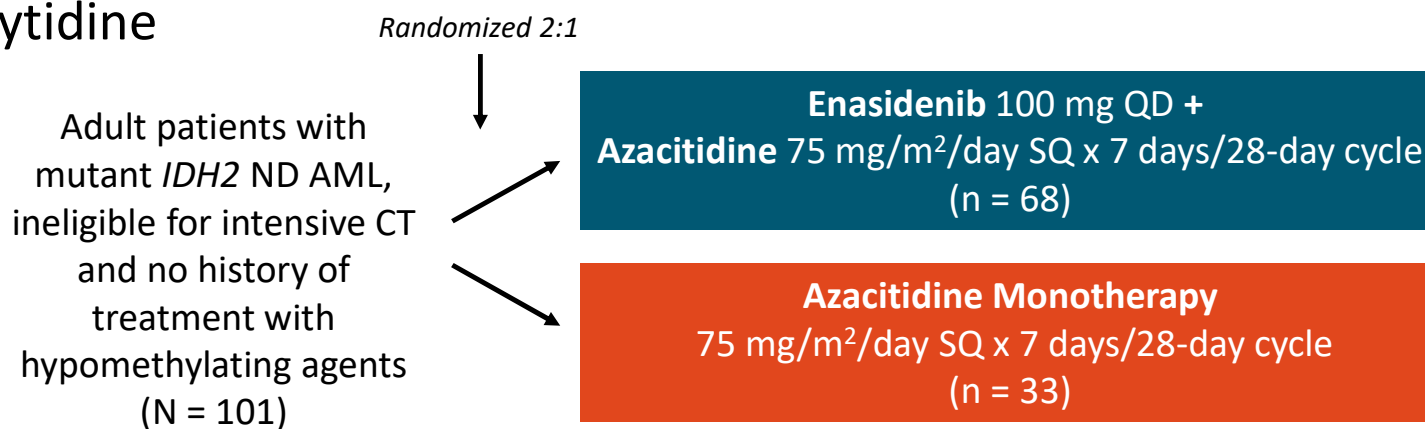 ytidine
Randomized 2:1
Adult patients with
mutant IDH2 ND AML,
ineligible for intensive CT
and no history of
treatment with
hypomethylating agents
(N = 101)
Enasidenib 100 mg QD +
Azacitidine 75 mg/m²/day SQ x 7 days/28-day cycle
(n = 68)
Azacitidine Monotherapy
75 mg/m²/day SQ x 7 days/28-day cycle
(n = 33)